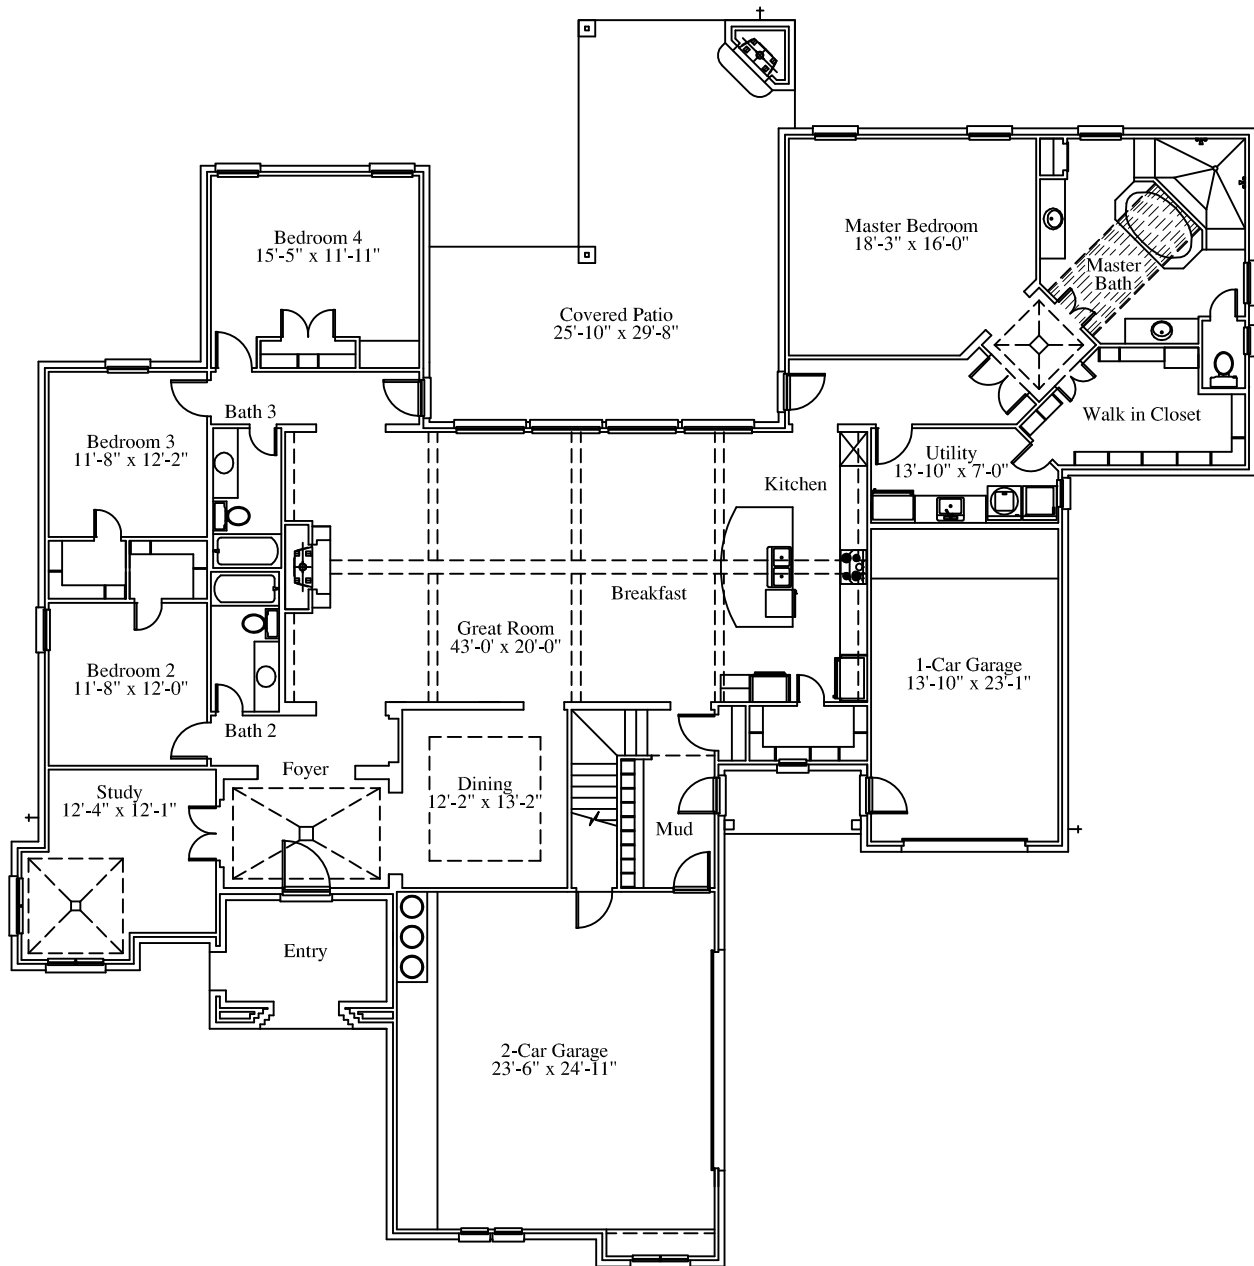 Bedroom 4
15'-5" x 11'-11"
Master Bedroom
18'-3" x 16'-0"
Master
Bath
Covered Patio
25'-10" x 29'-8"
Bath 3
Walk in Closet
Bedroom 3
11'-8" x 12'-2"
Utility
13'-10" x 7'-0"
Kitchen
Breakfast
Great Room
43'-0' x 20'-0"
Bedroom 2
11'-8" x 12'-0"
1-Car Garage
13'-10" x 23'-1"
Bath 2
Foyer
Study
12'-4" x 12'-1"
Dining
12'-2" x 13'-2"
Mud
Entry
2-Car Garage
23'-6" x 24'-11"